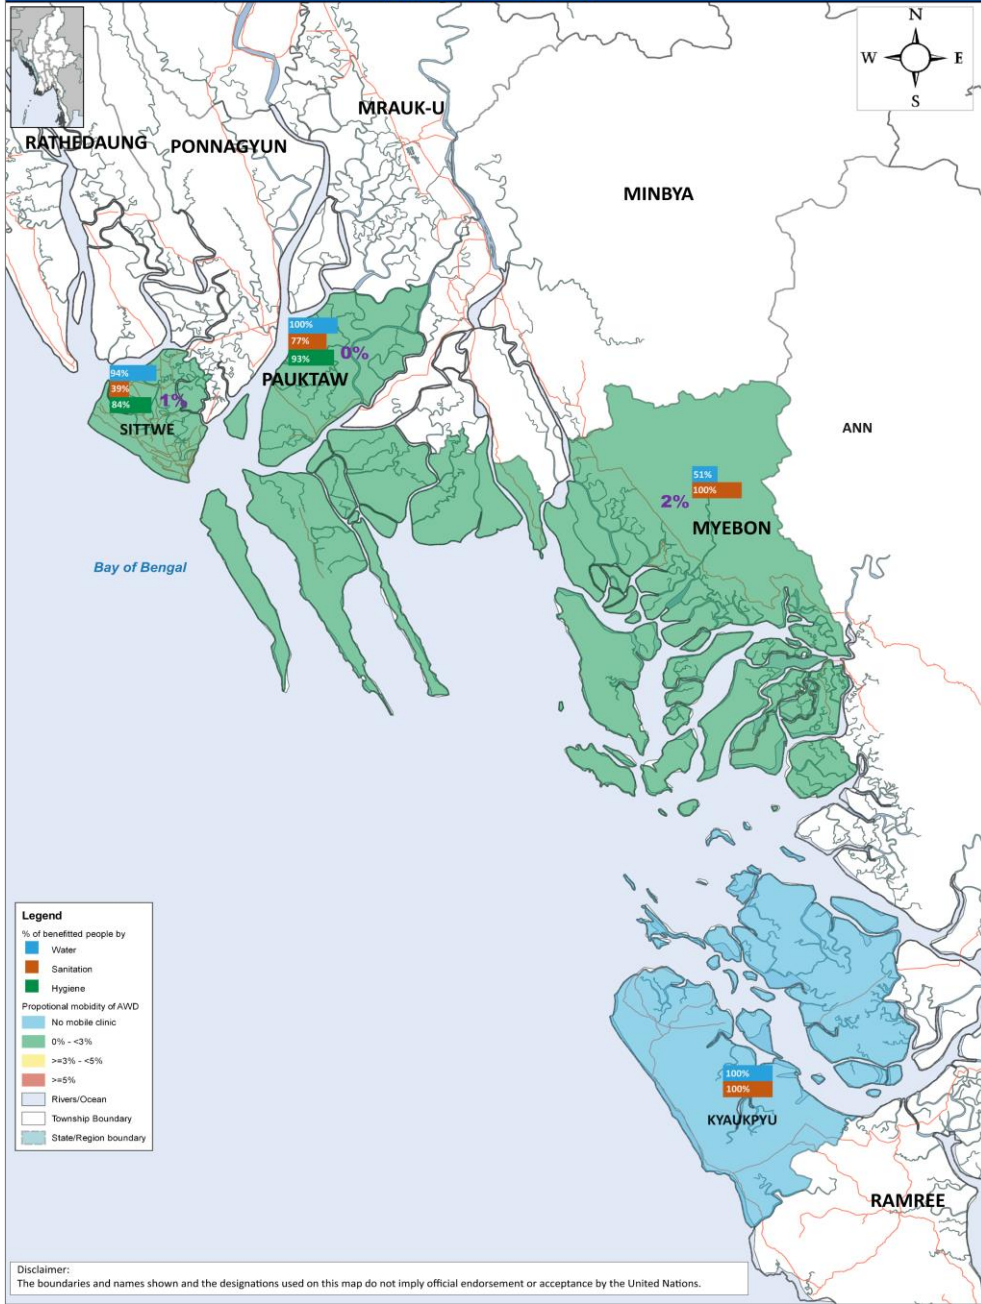 N
W E
S
MRAUK-U
RATHEDAUNG
PONNAGYUN
MINBYA
100%
77%
93%
0%
PAUKTAW
94%
39%
84%
1%
SITTWE
ANN
51%
100%
2%
MYEBON
Bay of Bengal
Legend
% of benefitted people by
Water
Sanitation
Hygiene
Propotional mobidity of AWD
No mobile clinic
0% - <3%
>=3% - <5%
>=5%
Rivers/Ocean
Township Boundary
State/Region boundary
100%
100%
KYAUKPYU
RAMREE
Disclaimer:
The boundaries and names shown and the designations used on this map do not imply official endorsement or acceptance by the United Nations.